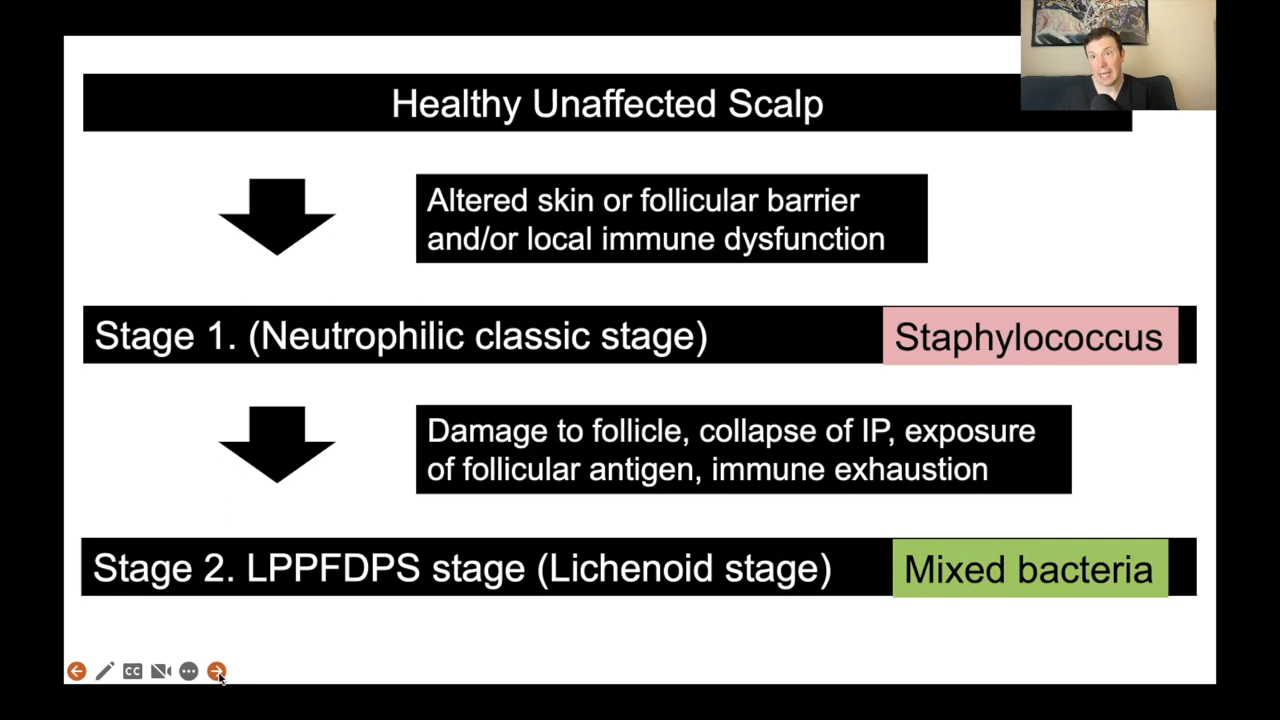 Healthy Unaffected Scalp
Altered skin or follicular barrier
and/or local immune dysfunction
Stage 1. (Neutrophilic classic stage)
Staphylococcus
Damage to follicle, collapse of IP, exposure
of follicular antigen, immune exhaustion
Stage 2. LPPFDPS stage (Lichenoid stage)
Mixed bacteria
CC